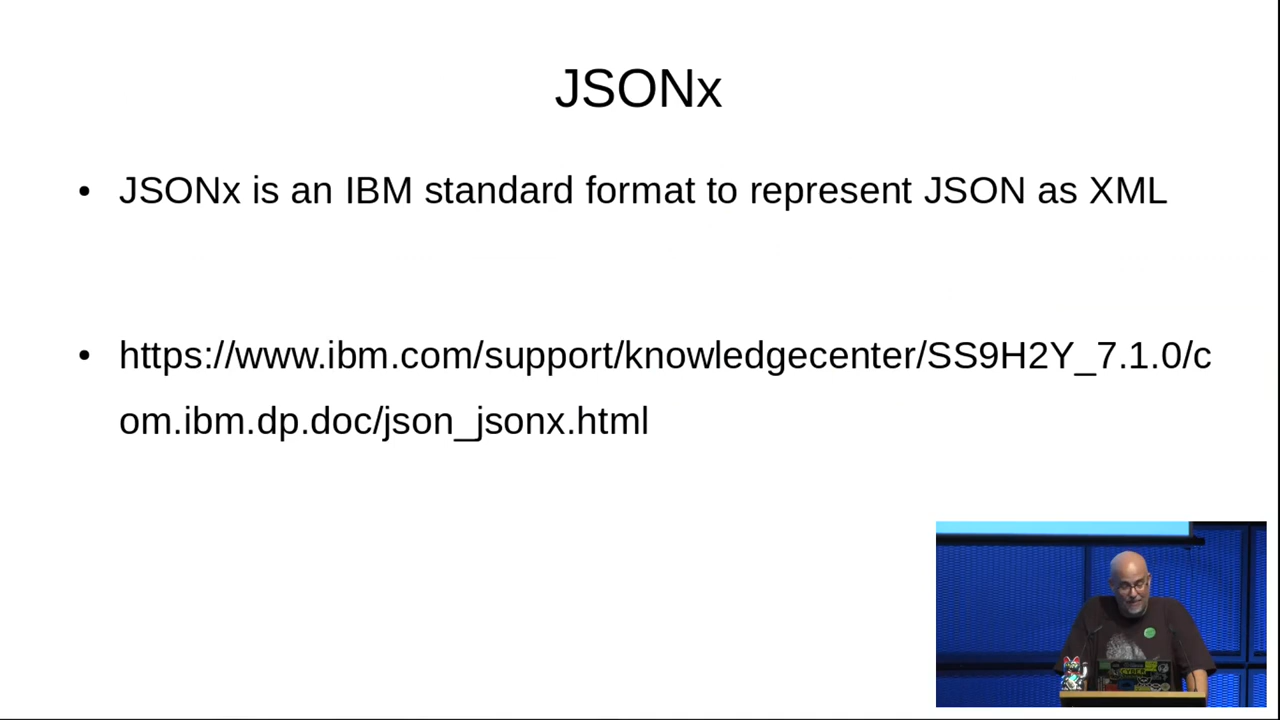 JSONx
• JSONx is an IBM standard format to represent JSON as XML
• https://www.ibm.com/support/knowledgecenter/SS9H2Y_7.1.0/c
om.ibm.dp.doc/json_jsonx.html
CYBER